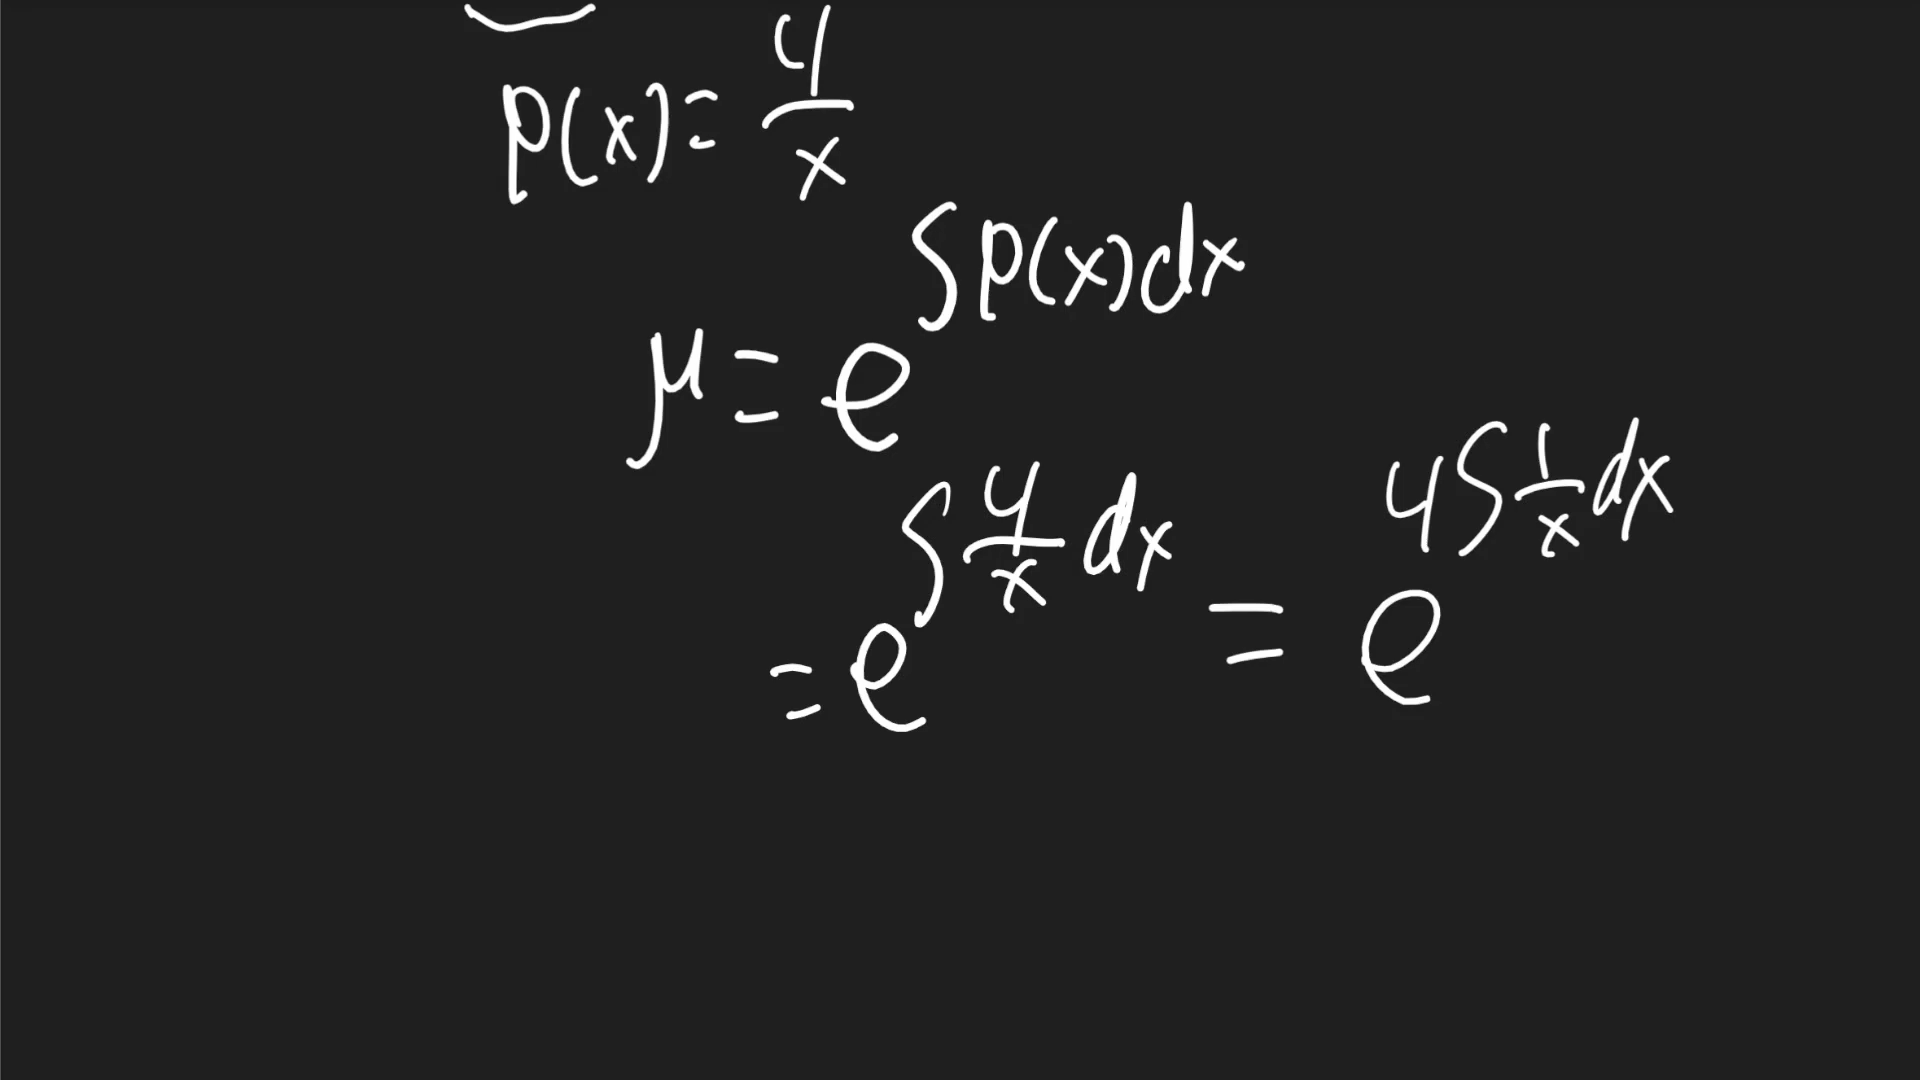 p(x) = 4/x
μ = e^{∫p(x)dx}
= e^{∫4/x dx} = e^{4∫1/x dx}